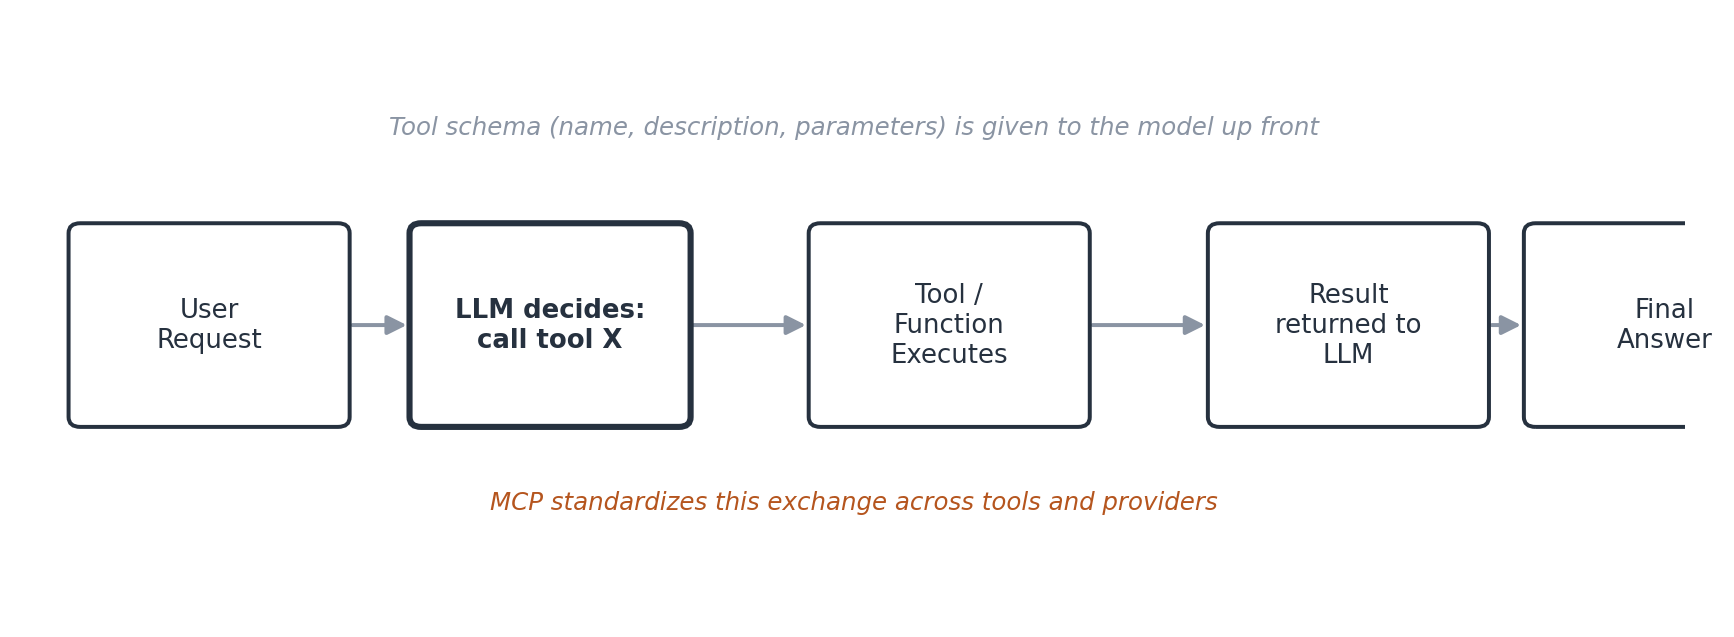 Tool schema (name, description, parameters) is given to the model up front
User
Request
LLM decides:
call tool X
Tool /
Function
Executes
Result
returned to
LLM
Final
Answer
MCP standardizes this exchange across tools and providers